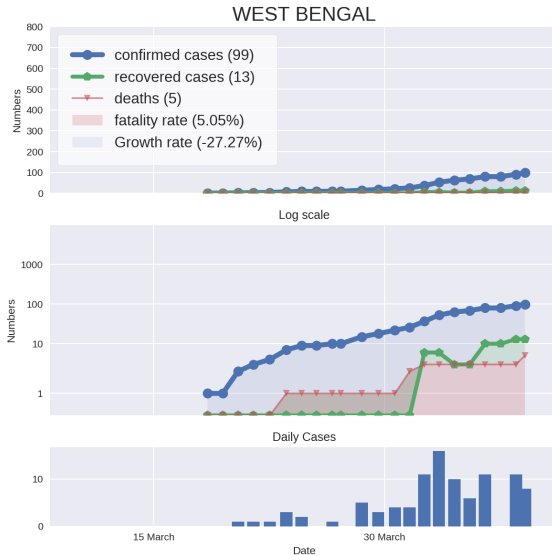 WEST BENGAL
800
700
600
500
400
300
200
100
0
Numbers
confirmed cases (99)
recovered cases (13)
deaths (5)
fatality rate (5.05%)
Growth rate (-27.27%)
Log scale
1000
100
10
1
Numbers
Daily Cases
10
0
15 March
30 March
Date